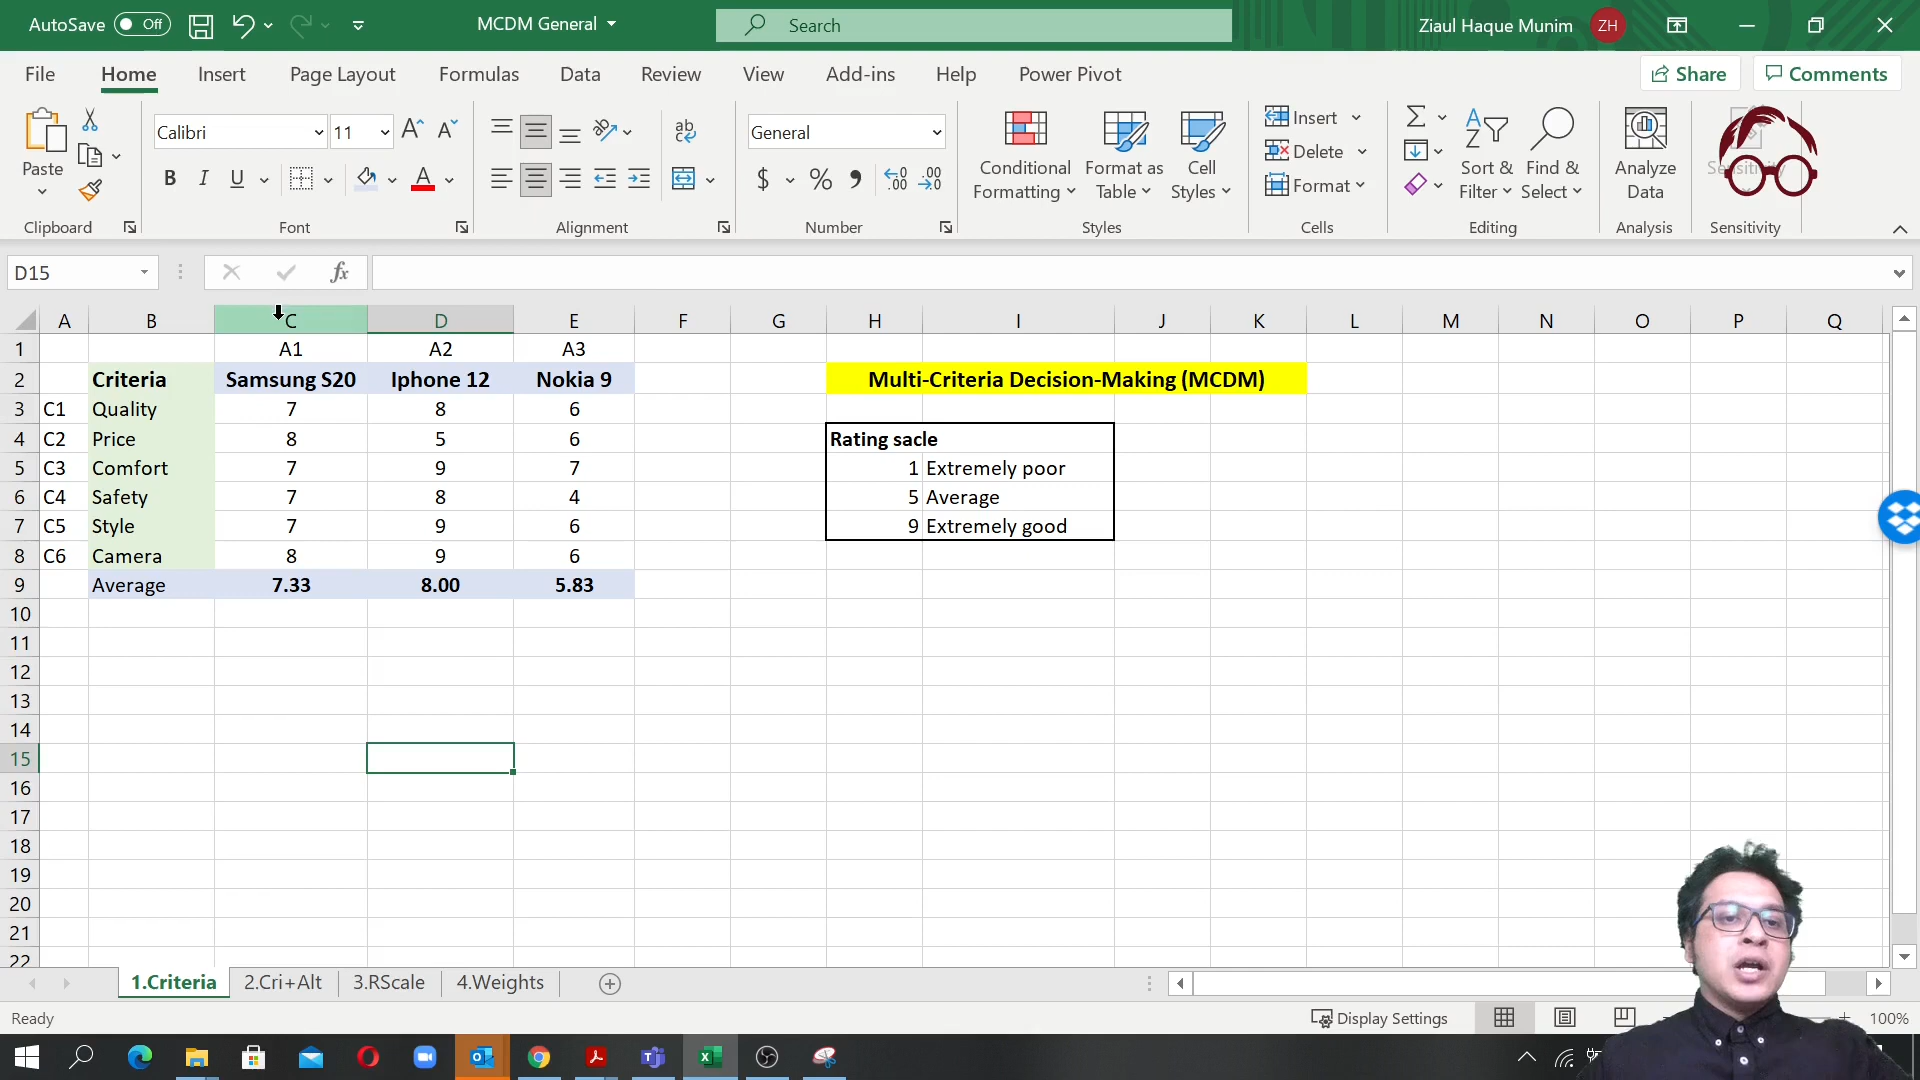 AutoSave Off MCDM General Search Ziaul Haque Munim ZH
File Home Insert Page Layout Formulas Data Review View Add-ins Help Power Pivot Share Comments
Paste Calibri 11 B I U ab General $ % Conditional Formatting Format as Table Cell Styles Insert Delete Format Sort & Filter Find & Select Analyze Data Sensitivity
Clipboard Font Alignment Number Styles Cells Editing Analysis Sensitivity
D15 fx
A B C D E F G H I J K L M N O P Q
1 A1 A2 A3
2 Criteria Samsung S20 Iphone 12 Nokia 9 Multi-Criteria Decision-Making (MCDM)
3 C1 Quality 7 8 6
4 C2 Price 8 5 6 Rating sacle
5 C3 Comfort 7 9 7 1 Extremely poor
6 C4 Safety 7 8 4 5 Average
7 C5 Style 7 9 6 9 Extremely good
8 C6 Camera 8 9 6
9 Average 7.33 8.00 5.83
10
11
12
13
14
15
16
17
18
19
20
21
22
1.Criteria 2.Cri+Alt 3.RScale 4.Weights
Ready Display Settings 100%